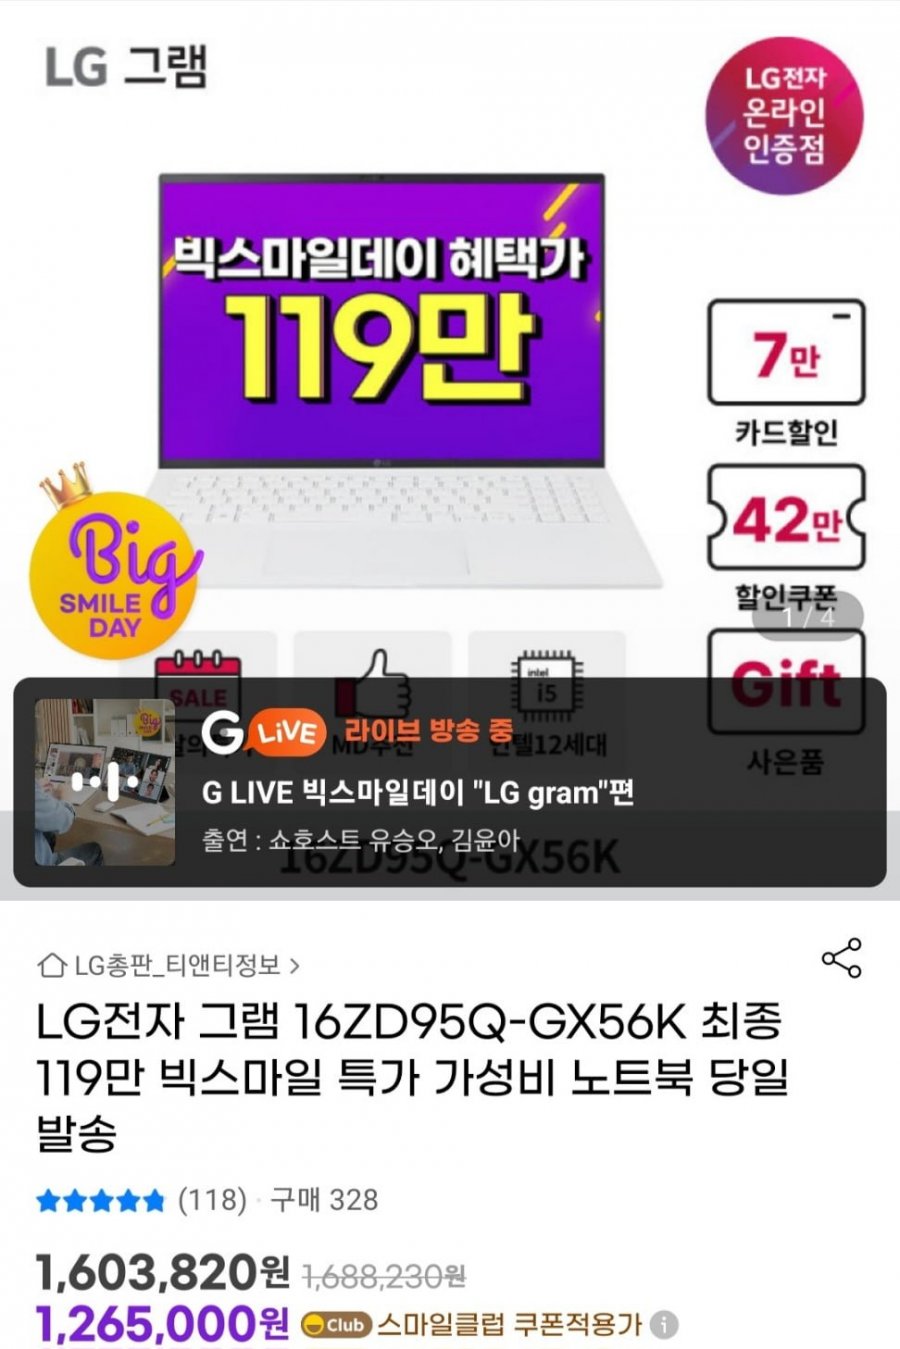 LG 그램
LG전자
온라인
인증점
빅스마일데이 혜택가
119만
7만
카드할인
42만
할인쿠폰
1/4
Big
SMILE
DAY
SALE
intel
i5
Gift
MD추천
인텔12세대
사은품
G LIVE 라이브 방송 중
G LIVE 빅스마일데이 "LG gram"편
출연 : 쇼호스트 유승오, 김윤아
16ZD95Q-GX56K
LG총판_티앤티정보 >
LG전자 그램 16ZD95Q-GX56K 최종
119만 빅스마일 특가 가성비 노트북 당일
발송
(118) · 구매 328
1,603,820원 1,688,230원
1,265,000원 Club 스마일클럽 쿠폰적용가 i